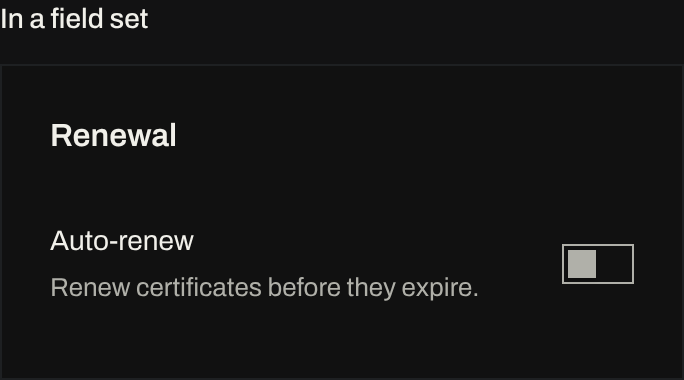 In a field set
Renewal
Auto-renew
Renew certificates before they expire.